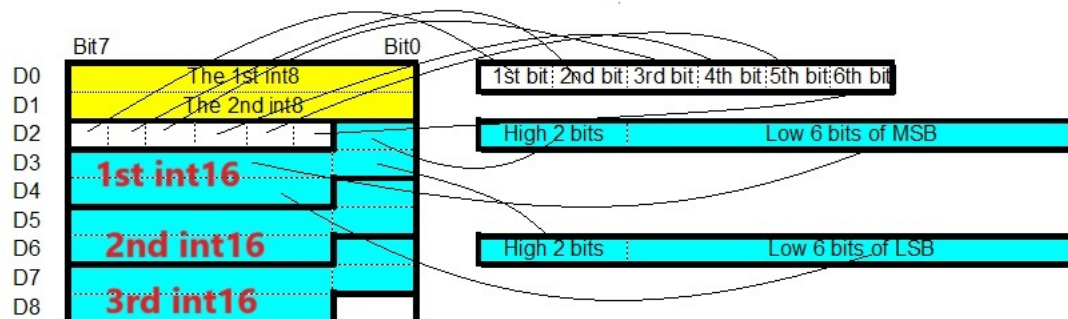 Bit7 Bit0
D0 The 1st int8 1st bit 2nd bit 3rd bit 4th bit 5th bit 6th bit
D1 The 2nd int8
D2 High 2 bits Low 6 bits of MSB
D3 1st int16
D4
D5
D6 2nd int16 High 2 bits Low 6 bits of LSB
D7
D8 3rd int16